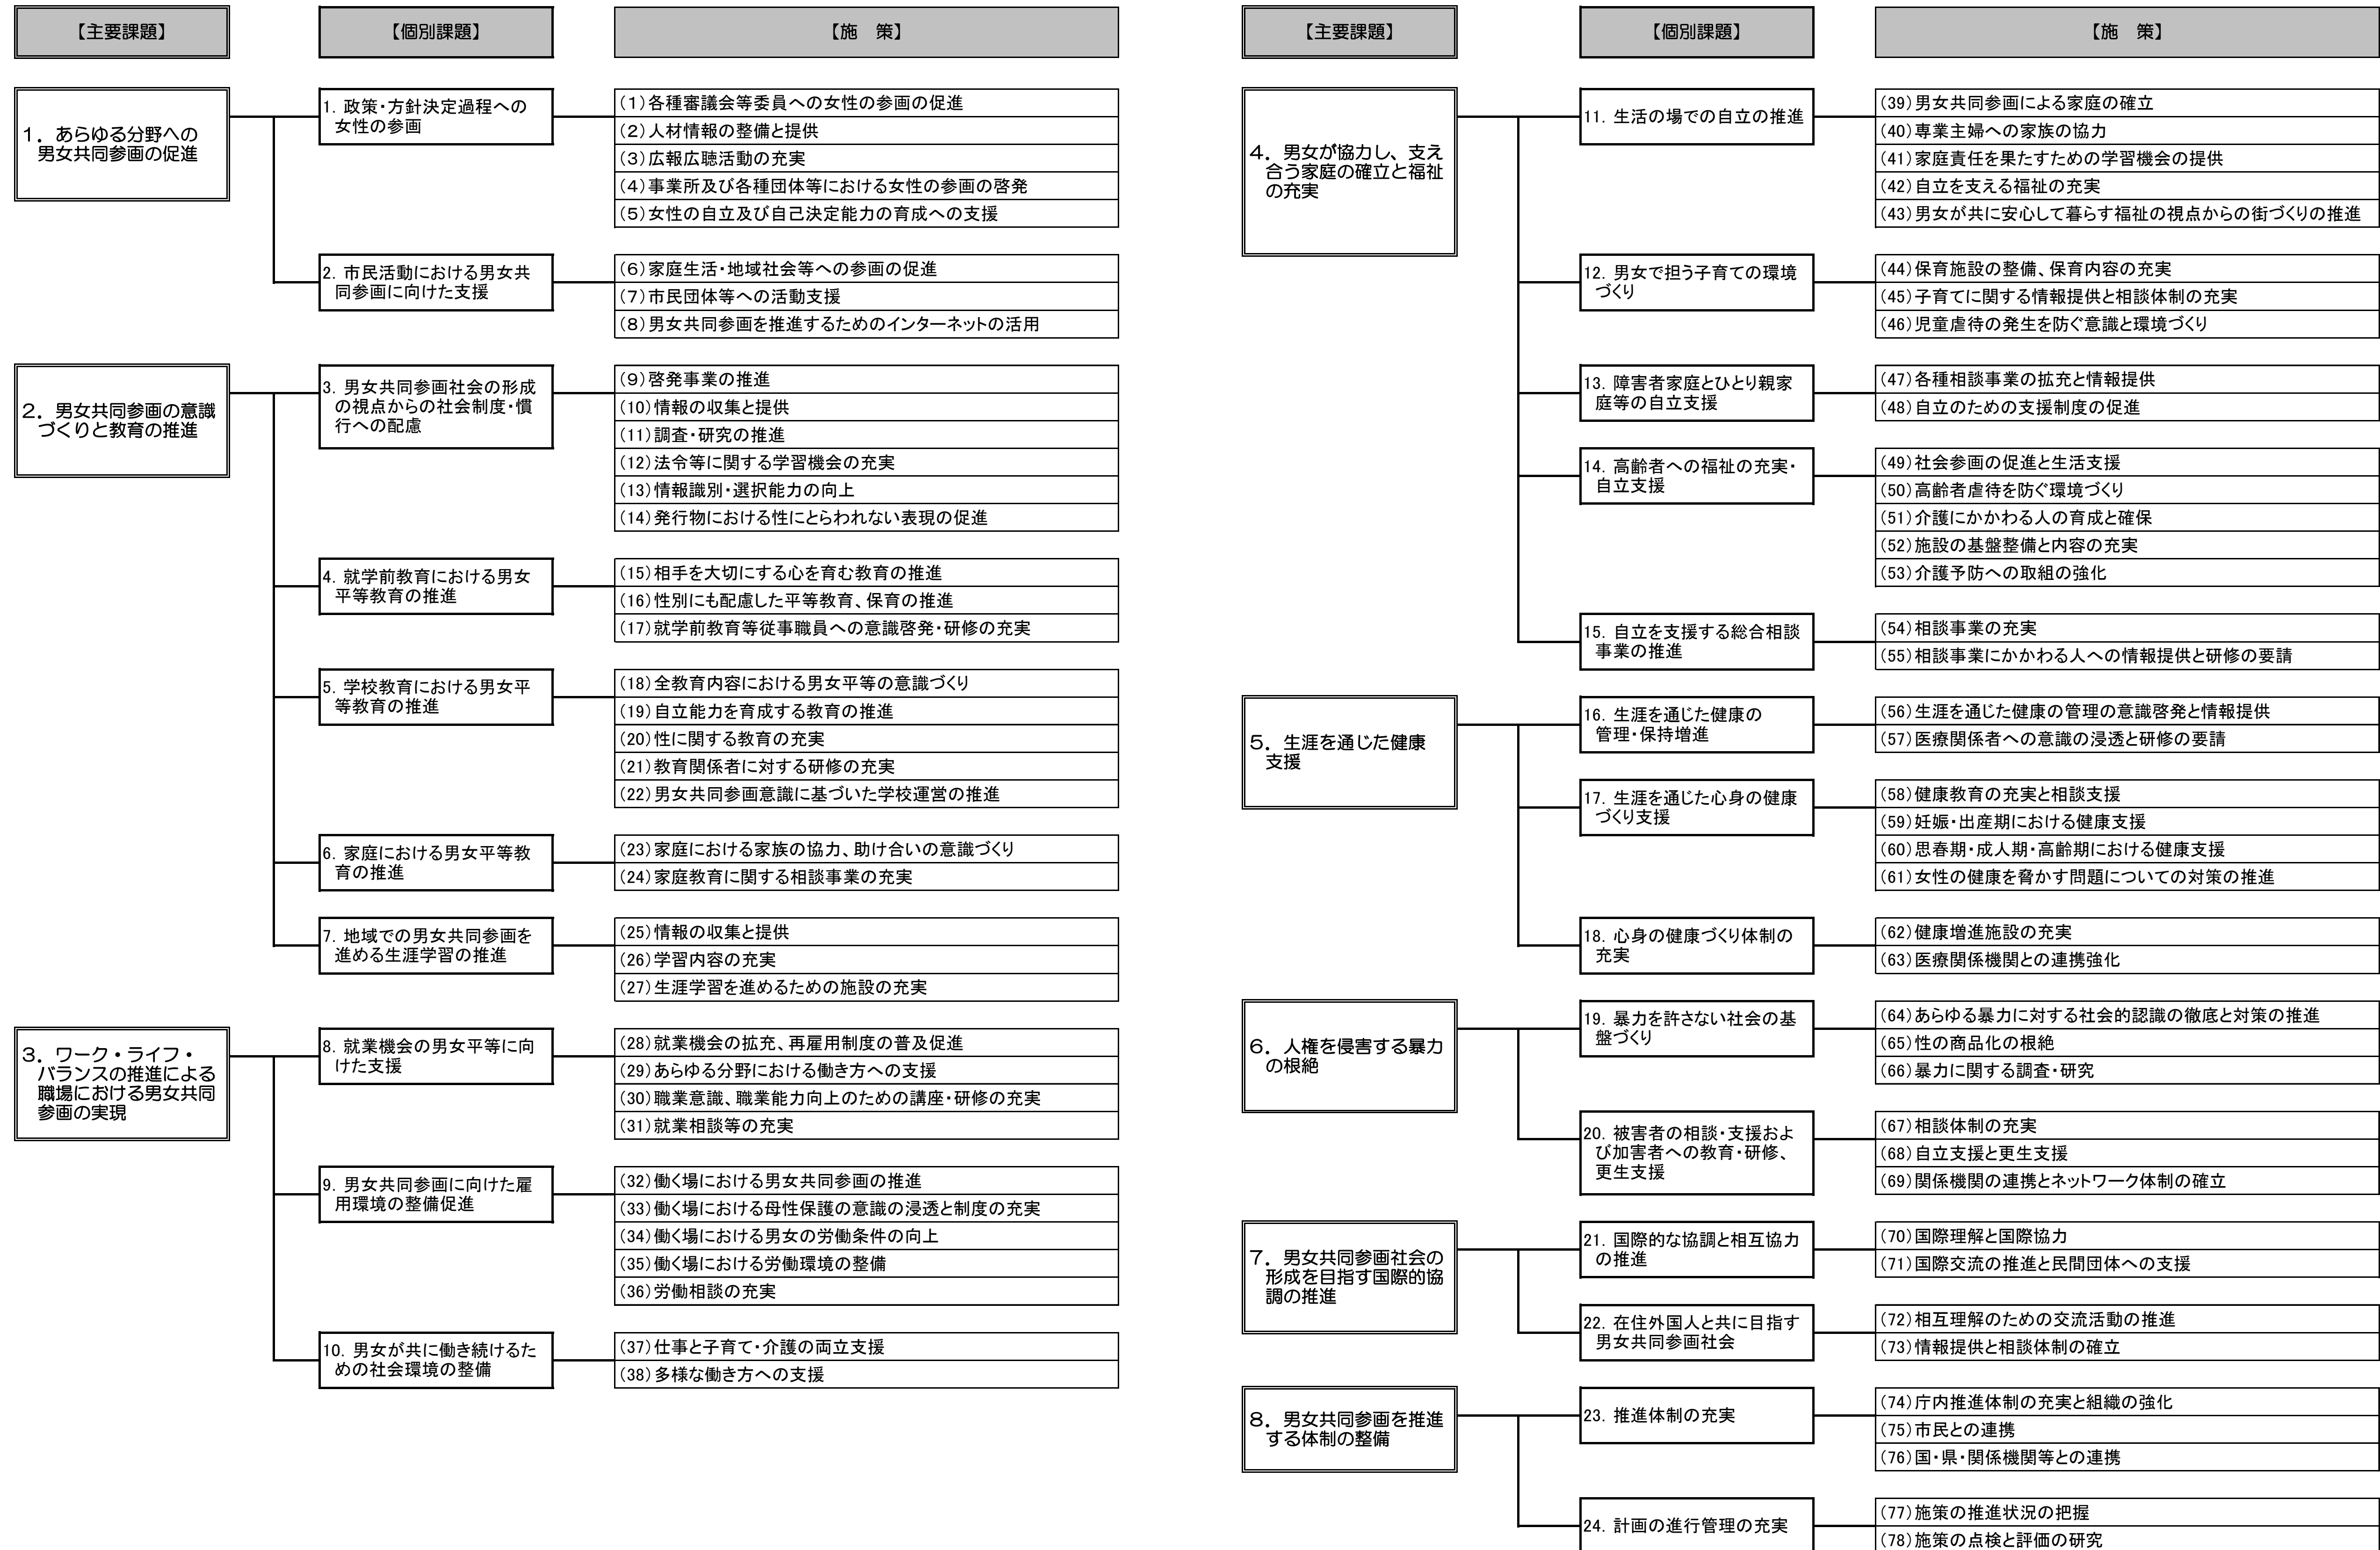 【主要課題】
【個別課題】
【施　策】
1．あらゆる分野への
男女共同参画の促進
1. 政策・方針決定過程への
女性の参画
(1)各種審議会等委員への女性の参画の促進
(2)人材情報の整備と提供
(3)広報広聴活動の充実
(4)事業所及び各種団体等における女性の参画の啓発
(5)女性の自立及び自己決定能力の育成への支援
2. 市民活動における男女共
同参画に向けた支援
(6)家庭生活・地域社会等への参画の促進
(7)市民団体等への活動支援
(8)男女共同参画を推進するためのインターネットの活用
2．男女共同参画の意識
づくりと教育の推進
3. 男女共同参画社会の形成
の視点からの社会制度・慣
行への配慮
(9)啓発事業の推進
(10)情報の収集と提供
(11)調査・研究の推進
(12)法令等に関する学習機会の充実
(13)情報識別・選択能力の向上
(14)発行物における性にとらわれない表現の促進
4. 就学前教育における男女
平等教育の推進
(15)相手を大切にする心を育む教育の推進
(16)性別にも配慮した平等教育、保育の推進
(17)就学前教育等従事職員への意識啓発・研修の充実
5. 学校教育における男女平
等教育の推進
(18)全教育内容における男女平等の意識づくり
(19)自立能力を育成する教育の推進
(20)性に関する教育の充実
(21)教育関係者に対する研修の充実
(22)男女共同参画意識に基づいた学校運営の推進
6. 家庭における男女平等教
育の推進
(23)家庭における家族の協力、助け合いの意識づくり
(24)家庭教育に関する相談事業の充実
7. 地域での男女共同参画を
進める生涯学習の推進
(25)情報の収集と提供
(26)学習内容の充実
(27)生涯学習を進めるための施設の充実
3．ワーク・ライフ・
バランスの推進による
職場における男女共同
参画の実現
8. 就業機会の男女平等に向
けた支援
(28)就業機会の拡充、再雇用制度の普及促進
(29)あらゆる分野における働き方への支援
(30)職業意識、職業能力向上のための講座・研修の充実
(31)就業相談等の充実
9. 男女共同参画に向けた雇
用環境の整備促進
(32)働く場における男女共同参画の推進
(33)働く場における母性保護の意識の浸透と制度の充実
(34)働く場における男女の労働条件の向上
(35)働く場における労働環境の整備
(36)労働相談の充実
10. 男女が共に働き続けるた
めの社会環境の整備
(37)仕事と子育て・介護の両立支援
(38)多様な働き方への支援
【主要課題】
【個別課題】
【施　策】
4．男女が協力し、支え
合う家庭の確立と福祉
の充実
11. 生活の場での自立の推進
(39)男女共同参画による家庭の確立
(40)専業主婦への家族の協力
(41)家庭責任を果たすための学習機会の提供
(42)自立を支える福祉の充実
(43)男女が共に安心して暮らす福祉の視点からの街づくりの推進
12. 男女で担う子育ての環境
づくり
(44)保育施設の整備、保育内容の充実
(45)子育てに関する情報提供と相談体制の充実
(46)児童虐待の発生を防ぐ意識と環境づくり
13. 障害者家庭とひとり親家
庭等の自立支援
(47)各種相談事業の拡充と情報提供
(48)自立のための支援制度の促進
14. 高齢者への福祉の充実・
自立支援
(49)社会参画の促進と生活支援
(50)高齢者虐待を防ぐ環境づくり
(51)介護にかかわる人の育成と確保
(52)施設の基盤整備と内容の充実
(53)介護予防への取組の強化
15. 自立を支援する総合相談
事業の推進
(54)相談事業の充実
(55)相談事業にかかわる人への情報提供と研修の要請
5．生涯を通じた健康
支援
16. 生涯を通じた健康の
管理・保持増進
(56)生涯を通じた健康の管理の意識啓発と情報提供
(57)医療関係者への意識の浸透と研修の要請
17. 生涯を通じた心身の健康
づくり支援
(58)健康教育の充実と相談支援
(59)妊娠・出産期における健康支援
(60)思春期・成人期・高齢期における健康支援
(61)女性の健康を脅かす問題についての対策の推進
18. 心身の健康づくり体制の
充実
(62)健康増進施設の充実
(63)医療関係機関との連携強化
6．人権を侵害する暴力
の根絶
19. 暴力を許さない社会の基
盤づくり
(64)あらゆる暴力に対する社会的認識の徹底と対策の推進
(65)性の商品化の根絶
(66)暴力に関する調査・研究
20. 被害者の相談・支援およ
び加害者への教育・研修、
更生支援
(67)相談体制の充実
(68)自立支援と更生支援
(69)関係機関の連携とネットワーク体制の確立
7．男女共同参画社会の
形成を目指す国際的協
調の推進
21. 国際的な協調と相互協力
の推進
(70)国際理解と国際協力
(71)国際交流の推進と民間団体への支援
22. 在住外国人と共に目指す
男女共同参画社会
(72)相互理解のための交流活動の推進
(73)情報提供と相談体制の確立
8．男女共同参画を推進
する体制の整備
23. 推進体制の充実
(74)庁内推進体制の充実と組織の強化
(75)市民との連携
(76)国・県・関係機関等との連携
24. 計画の進行管理の充実
(77)施策の推進状況の把握
(78)施策の点検と評価の研究